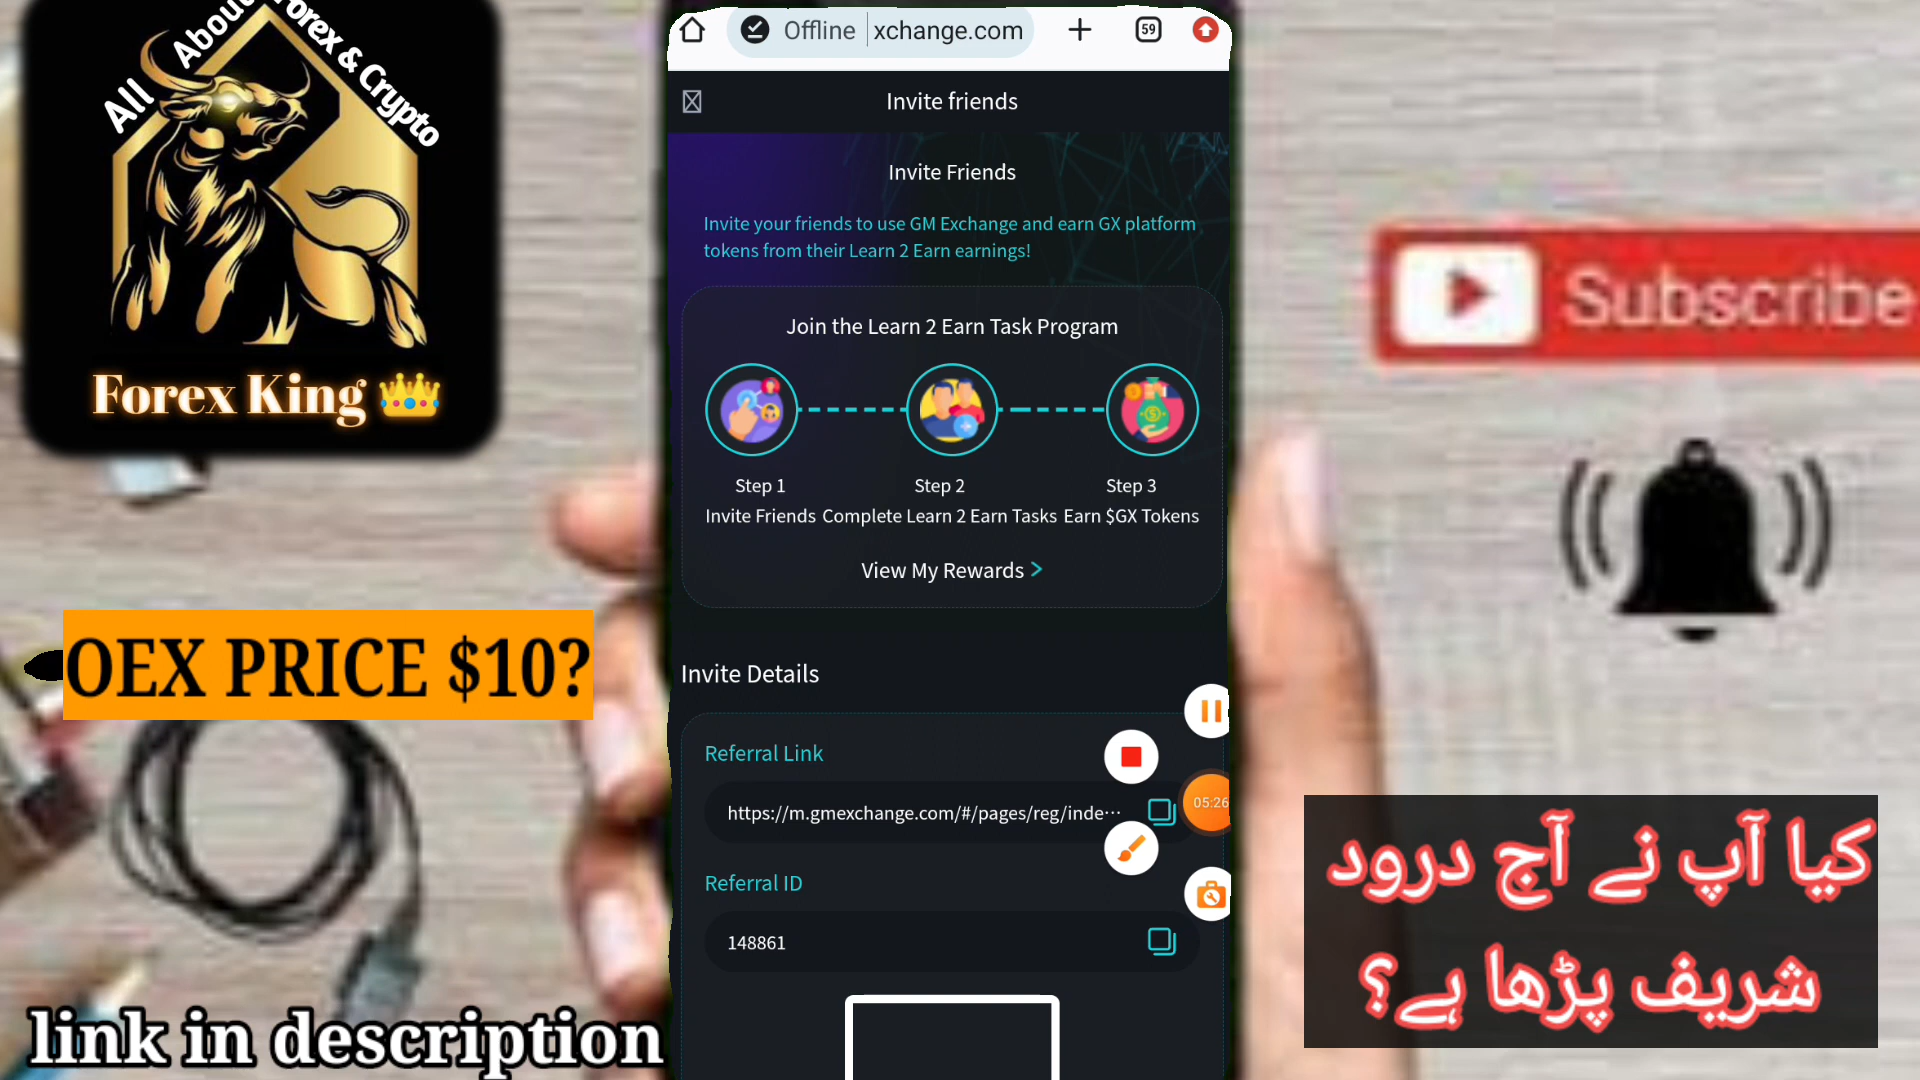 All About Forex & Crypto
Forex King
OEX PRICE $10?
link in description
Offline
xchange.com
59
Invite friends
Invite Friends
Invite your friends to use GM Exchange and earn GX platform
tokens from their Learn 2 Earn earnings!
Join the Learn 2 Earn Task Program
Step 1
Step 2
Step 3
Invite Friends
Complete Learn 2 Earn Tasks
Earn $GX Tokens
View My Rewards >
Invite Details
Referral Link
https://m.gmexchange.com/#/pages/reg/inde···
05:26
Referral ID
148861
Subscribe
کیا آپ نے آج درود
شریف پڑھا ہے؟